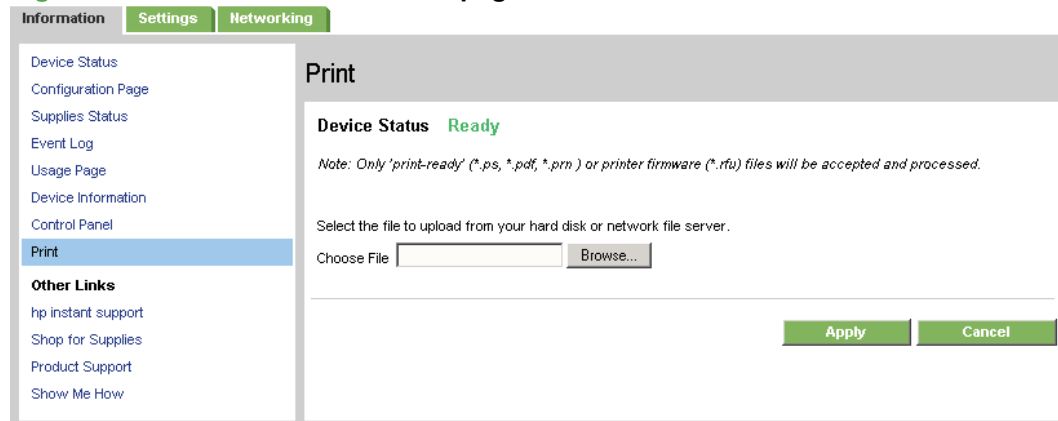 Information Settings Networking
Device Status
Configuration Page
Supplies Status
Event Log
Usage Page
Device Information
Control Panel
Print
Other Links
hp instant support
Shop for Supplies
Product Support
Show Me How
Print
Device Status Ready
Note: Only 'print-ready' (*.ps, *.pdf, *.prn ) or printer firmware (*.rfu) files will be accepted and processed.
Select the file to upload from your hard disk or network file server.
Choose File Browse...
Apply Cancel